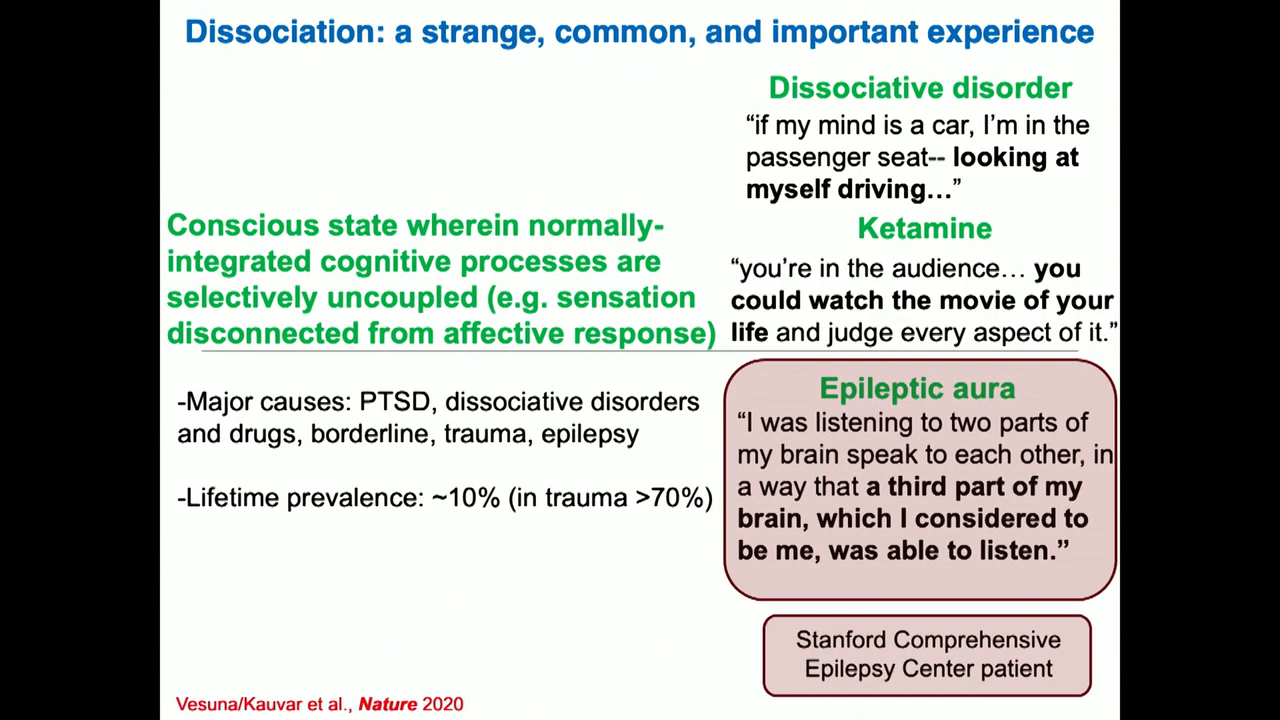 Dissociation: a strange, common, and important experience
Conscious state wherein normally-
integrated cognitive processes are
selectively uncoupled (e.g. sensation
disconnected from affective response)
-Major causes: PTSD, dissociative disorders
and drugs, borderline, trauma, epilepsy
-Lifetime prevalence: ~10% (in trauma >70%)
Dissociative disorder
“if my mind is a car, I’m in the
passenger seat-- looking at
myself driving…”
Ketamine
“you’re in the audience… you
could watch the movie of your
life and judge every aspect of it.”
Epileptic aura
“I was listening to two parts of
my brain speak to each other, in
a way that a third part of my
brain, which I considered to
be me, was able to listen.”
Stanford Comprehensive
Epilepsy Center patient
Vesuna/Kauvar et al., Nature 2020